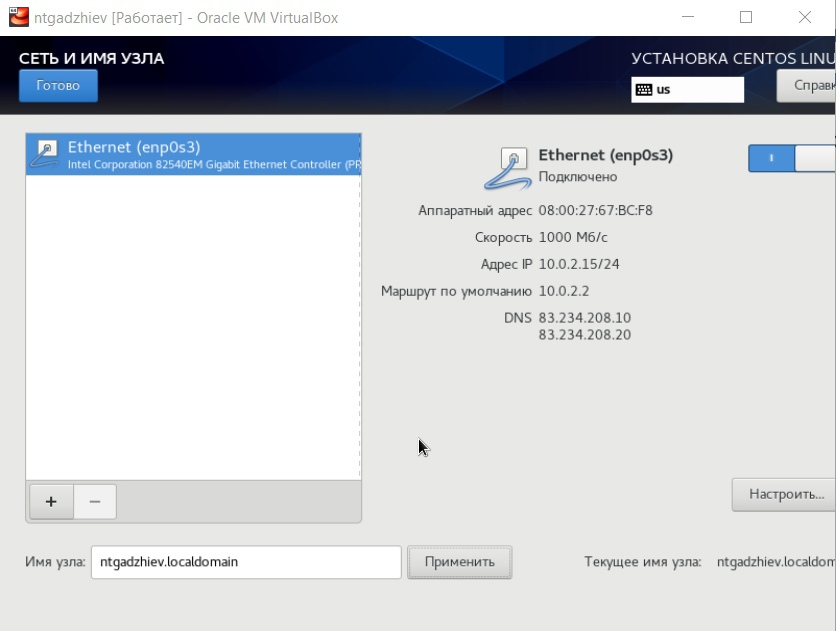 ntgadzhiev [Работает] - Oracle VM VirtualBox
СЕТЬ И ИМЯ УЗЛА
УСТАНОВКА CENTOS LINU
Готово
us
Справк
Ethernet (enp0s3)
Intel Corporation 82540EM Gigabit Ethernet Controller (PR
Ethernet (enp0s3)
Подключено
Аппаратный адрес 08:00:27:67:BC:F8
Скорость 1000 Мб/с
Адрес IP 10.0.2.15/24
Маршрут по умолчанию 10.0.2.2
DNS 83.234.208.10
83.234.208.20
+ −
Настроить...
Имя узла: ntgadzhiev.localdomain Применить Текущее имя узла: ntgadzhiev.localdom